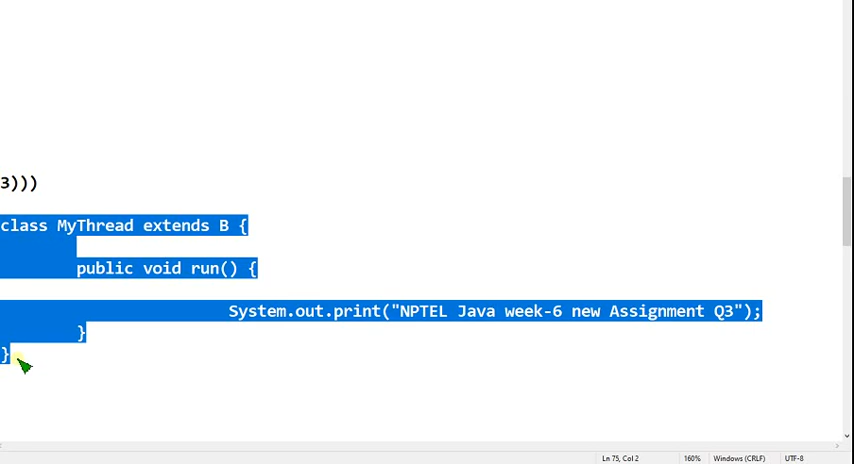 3)))
class MyThread extends B {
public void run() {
System.out.print("NPTEL Java week-6 new Assignment Q3");
}
}
Ln 75, Col 2 160% Windows (CRLF) UTF-8